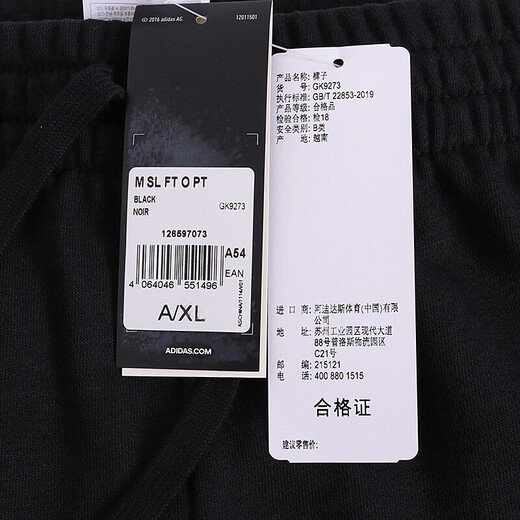 © 2016 adidas AG.
12011501
M SL FT O PT
BLACK
NOIR
GK9273
126597073
A54
EAN
4 064046 551496
ASCHINA/1114/V01
A/XL
ADIDAS.COM
产品名称: 裤子
货 号: GK9273
执行标准: GB/T 22853-2019
产品等级: 合格品
检验合格: 检18
安全类别: B类
产 地: 越南
进 口 商: 阿迪达斯体育(中国)有限
公司
地 址: 苏州工业园区现代大道
88号普洛斯物流园区
C21号
邮 编: 215121
电 话: 400 880 1515
合格证
建议零售价: